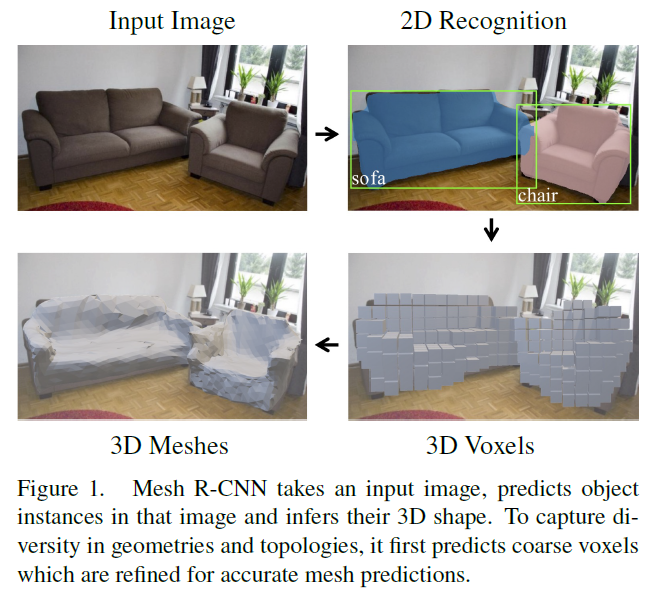 Input Image
2D Recognition
sofa
chair
3D Meshes
3D Voxels
Figure 1. Mesh R-CNN takes an input image, predicts object
instances in that image and infers their 3D shape. To capture di-
versity in geometries and topologies, it first predicts coarse voxels
which are refined for accurate mesh predictions.